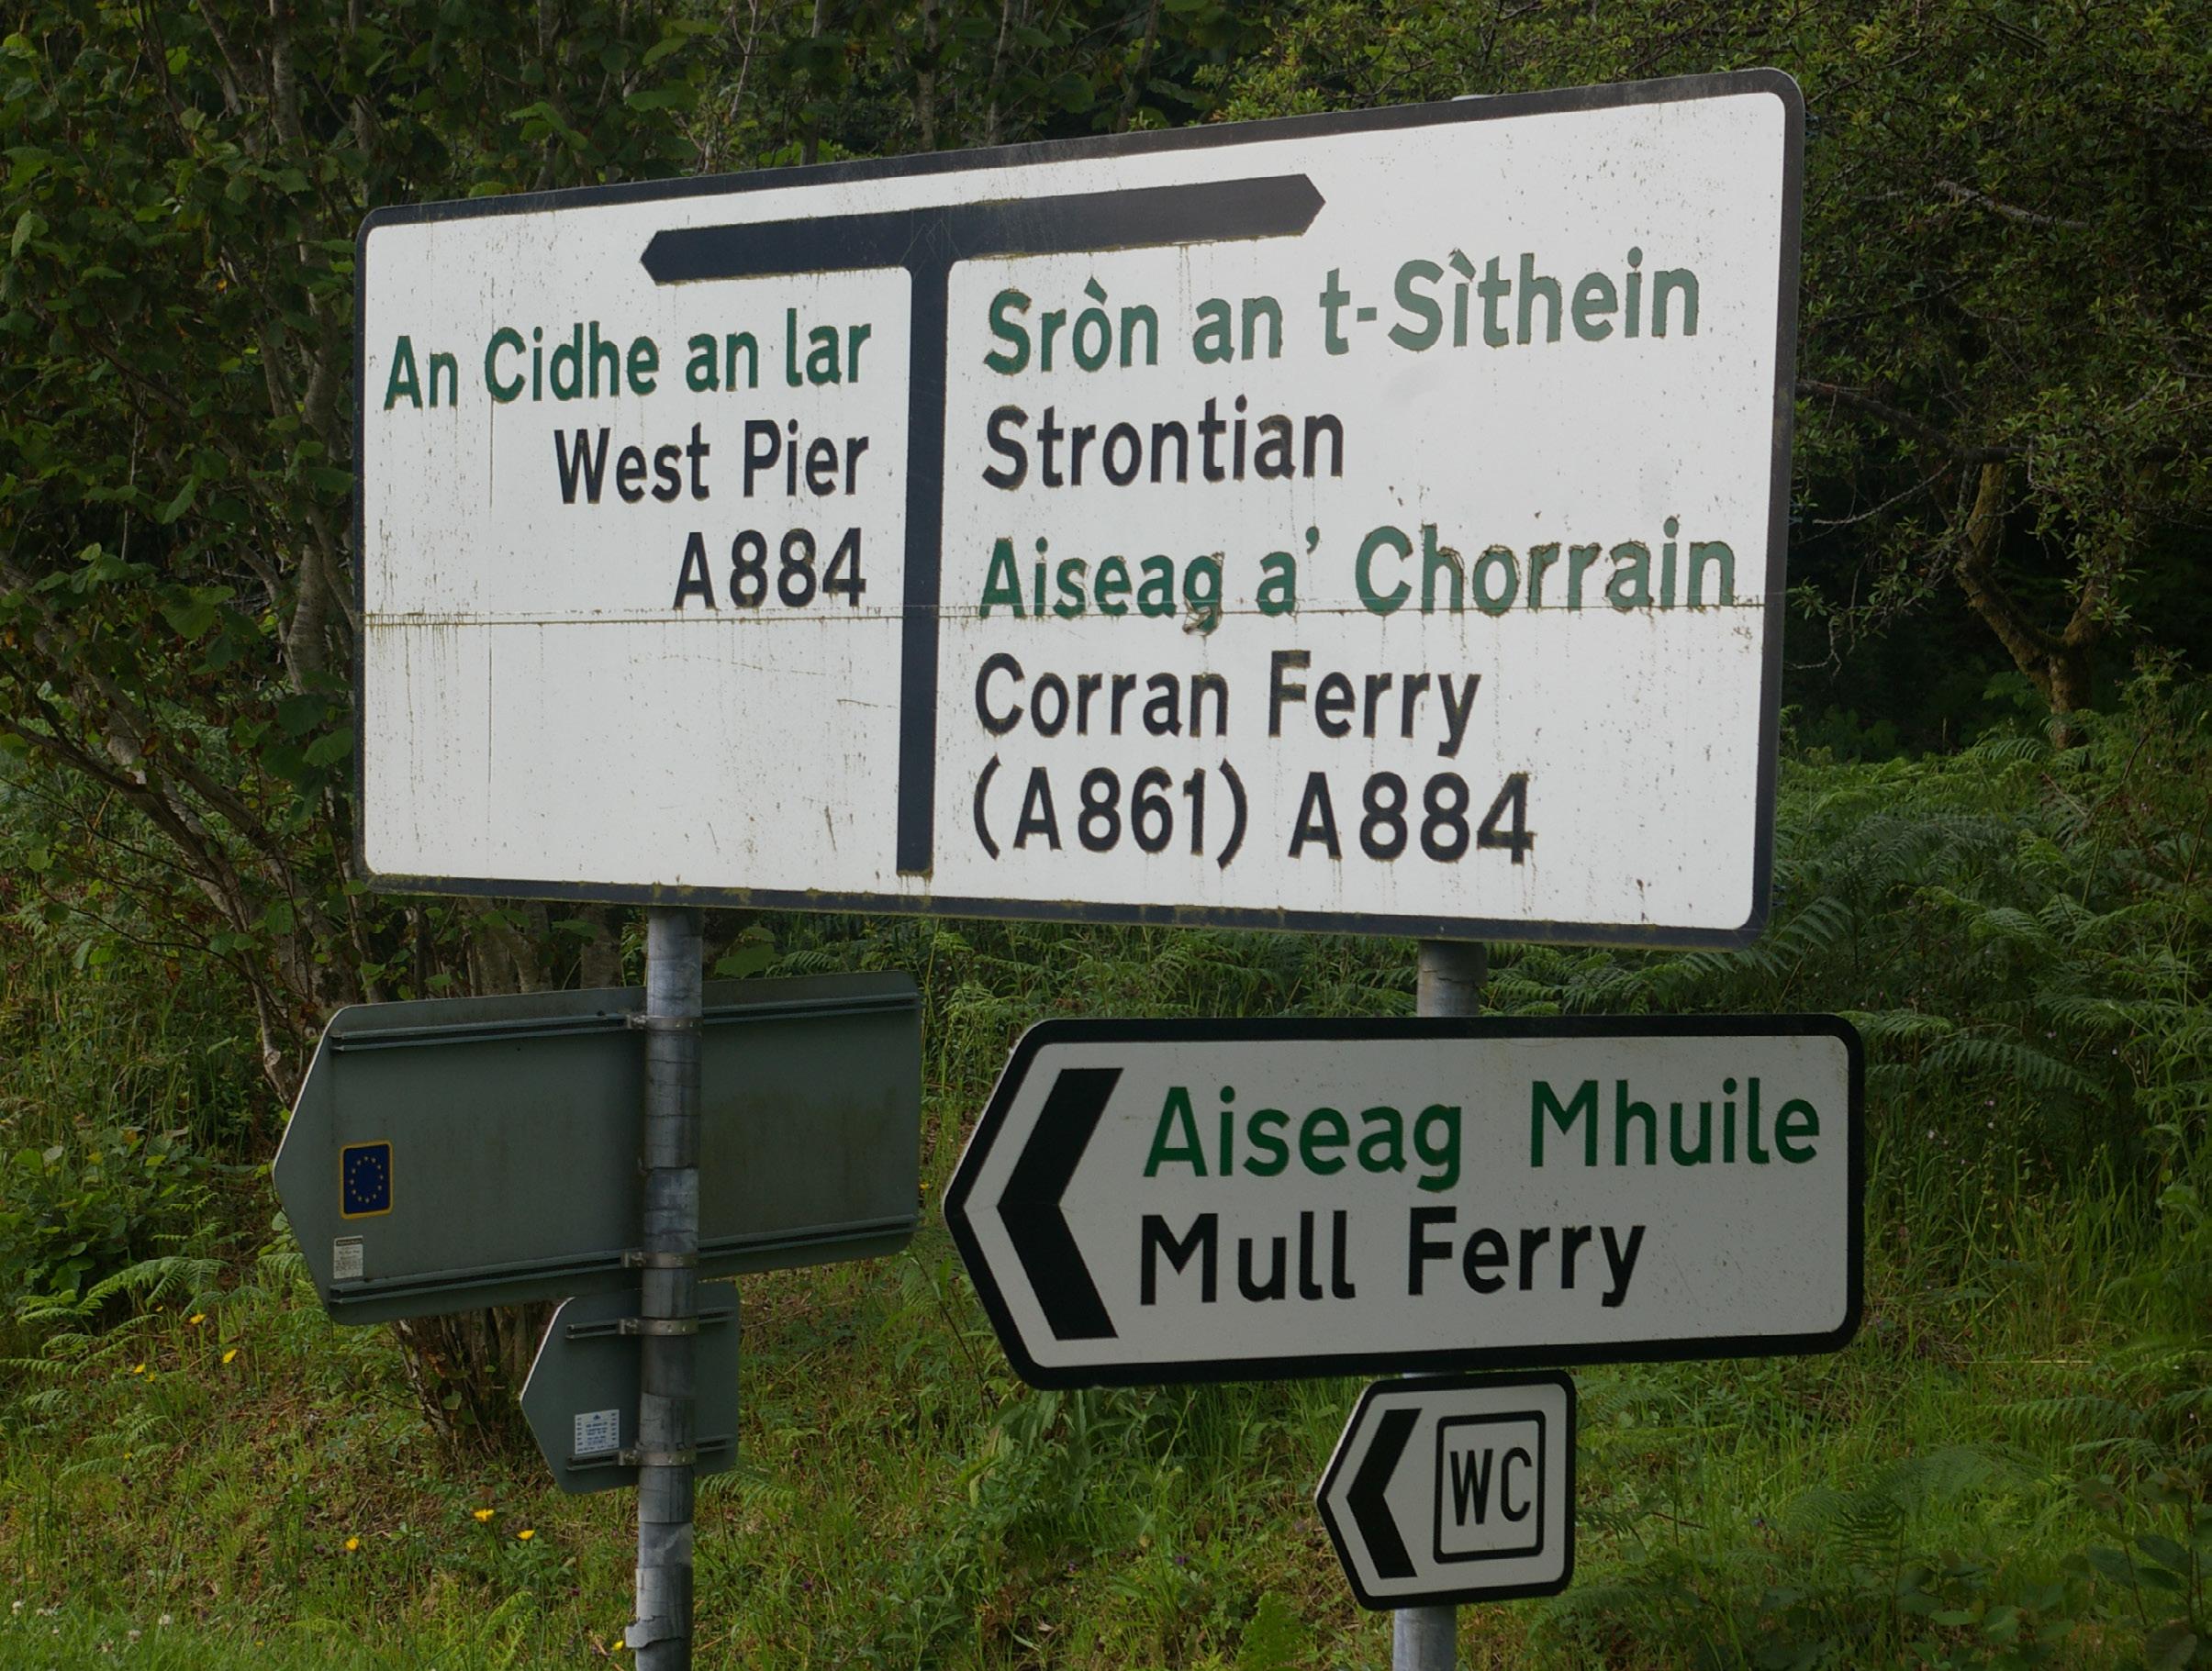 An Cidhe an Iar
West Pier
A884
Sròn an t-Sìthein
Strontian
Aiseag a' Chorrain
Corran Ferry
(A861) A884
Aiseag Mhuile
Mull Ferry
WC